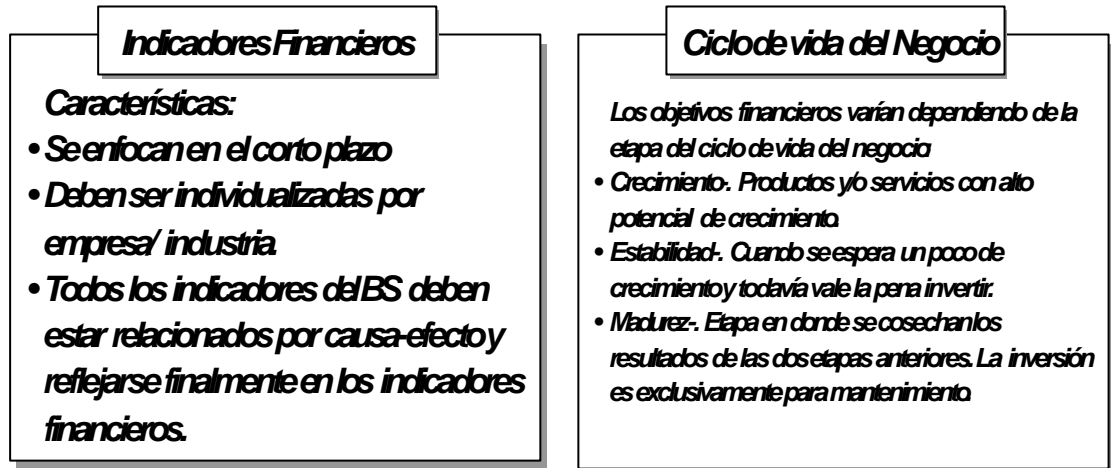 Indicadores Financieros
Características:
• Se enfocan en el corto plazo
• Deben ser individualizadas por
empresa/ industria.
• Todos los indicadores del BS deben
estar relacionados por causa-efecto y
reflejarse finalmente en los indicadores
financieros.
Ciclo de vida del Negocio
Los objetivos financieros varían dependiendo de la
etapa del ciclo de vida del negocio:
• Crecimiento-. Productos y/o servicios con alto
potencial de crecimiento.
• Estabilidad-. Cuando se espera un poco de
crecimiento y todavía vale la pena invertir.
• Madurez-. Etapa en donde se cosechan los
resultados de las dos etapas anteriores. La inversión
es exclusivamente para mantenimiento.